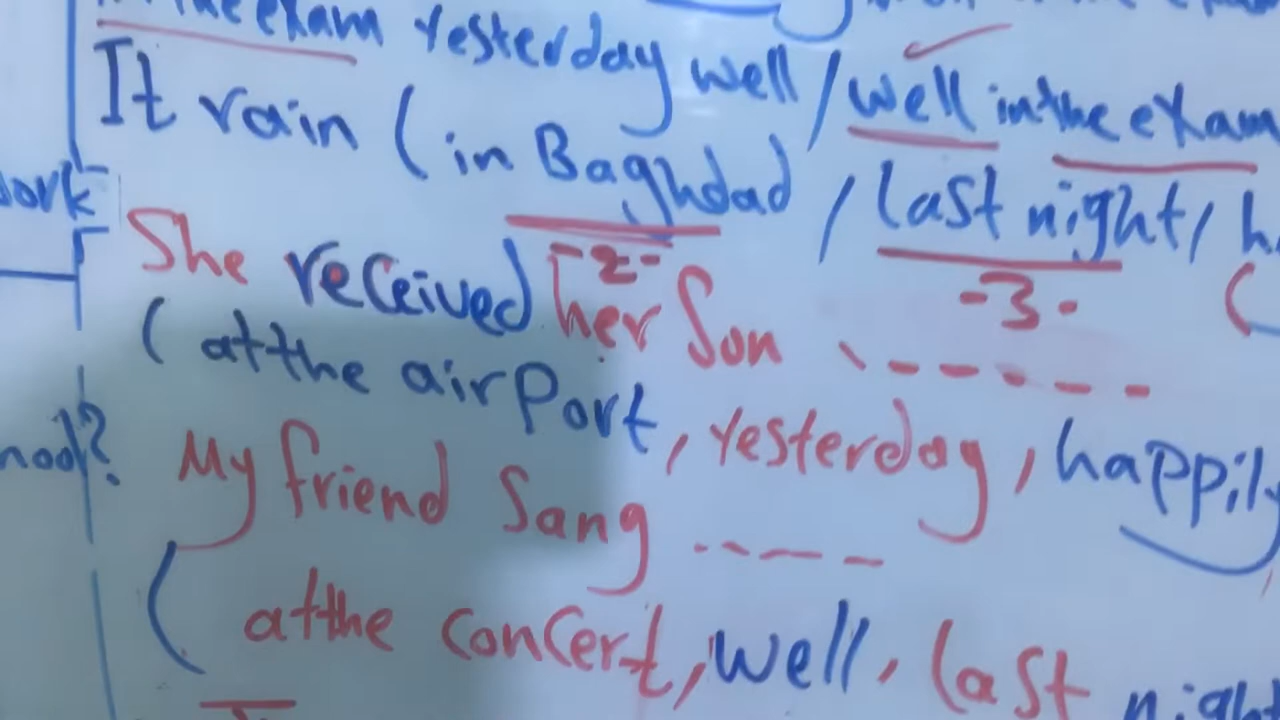 the exam yesterday well / well in the exam
It rain (in Baghdad / last night /
-2- -3-
She received her son - - - - - -
(at the airport, yesterday, happily
My friend sang - - - - -
(at the concert, well, last night